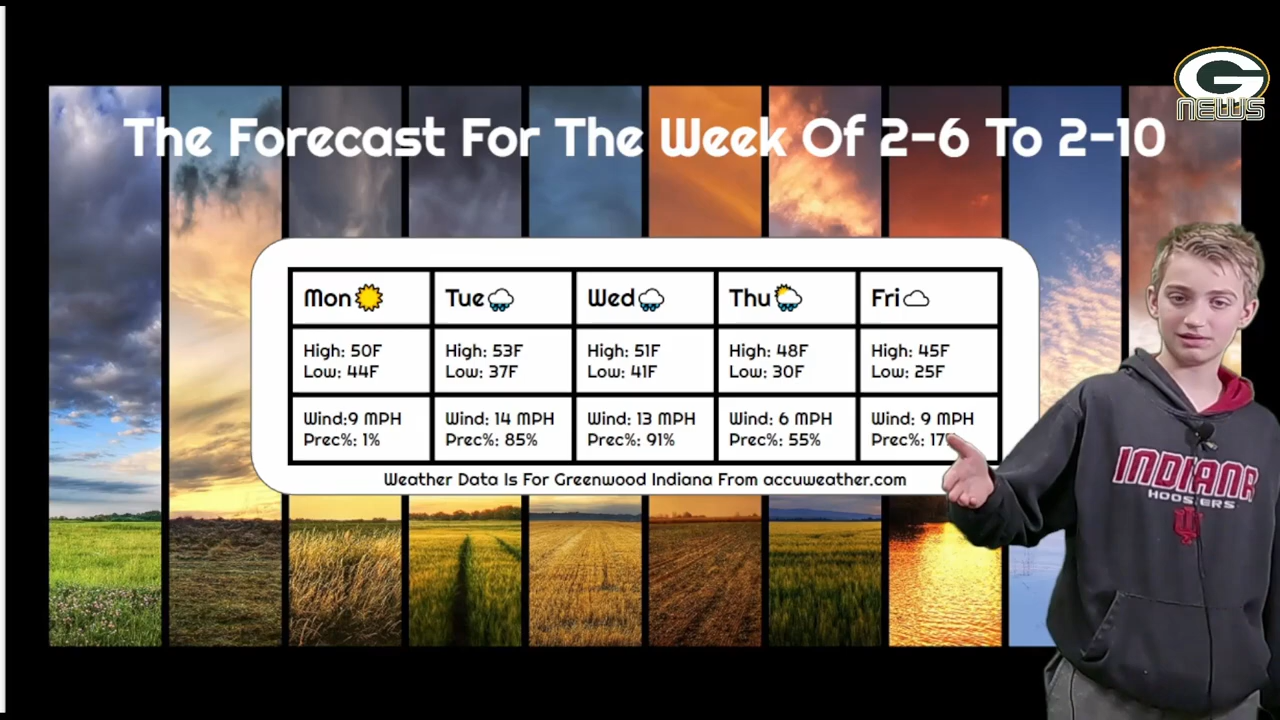 G
NEWS
The Forecast For The Week Of 2-6 To 2-10
Mon
Tue
Wed
Thu
Fri
High: 50F
Low: 44F
High: 53F
Low: 37F
High: 51F
Low: 41F
High: 48F
Low: 30F
High: 45F
Low: 25F
Wind:9 MPH
Prec%: 1%
Wind: 14 MPH
Prec%: 85%
Wind: 13 MPH
Prec%: 91%
Wind: 6 MPH
Prec%: 55%
Wind: 9 MPH
Prec%:
Weather Data Is For Greenwood Indiana From accuweather.com
INDIANA
HOOSIERS
IU